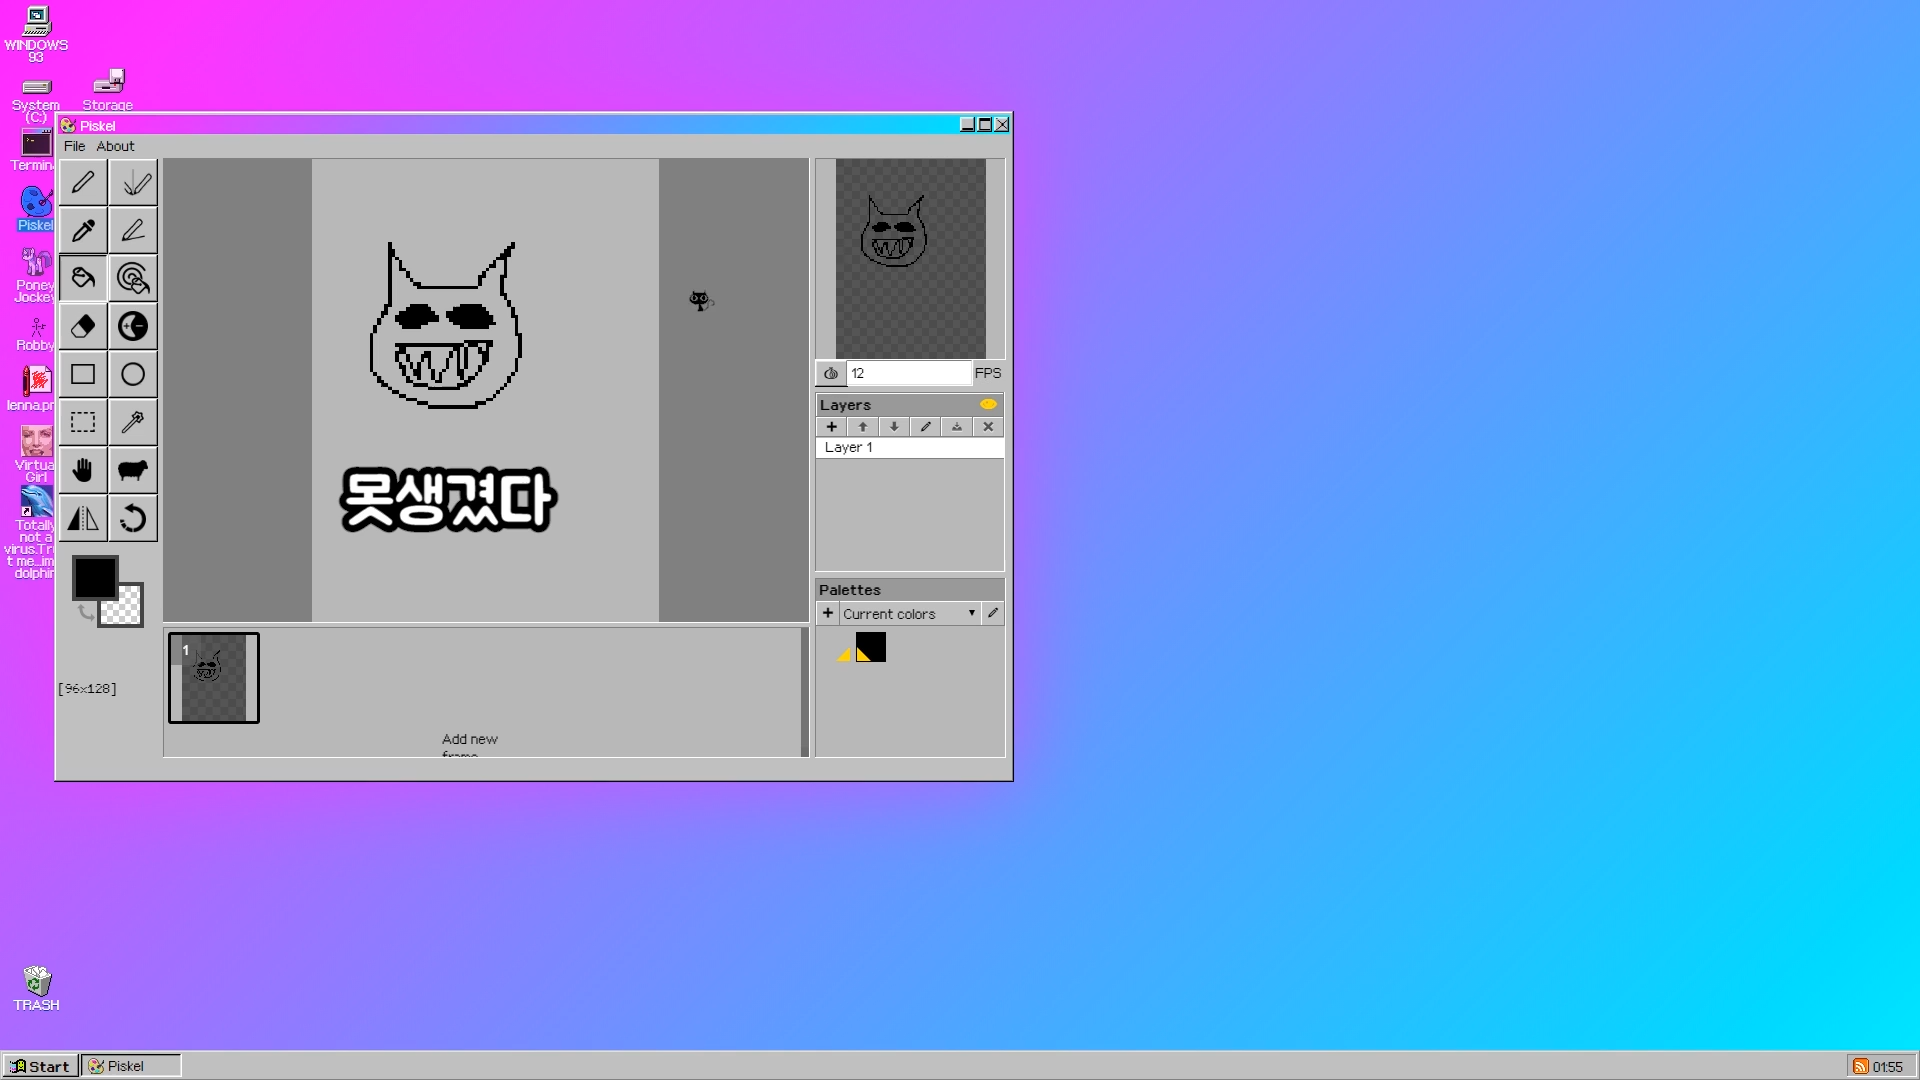 WINDOWS
93
System
(C:)
Storage
Termin
Piskel
Poney
Jockey
Robby
lenna.pr
Virtua
Girl
Totally
not a
virus.Tr
t me...im
dolphin
TRASH
Piskel
File About
못생겼다
12 FPS
Layers
Layer 1
Palettes
Current colors
1
[96x128]
Add new
frame
Start
Piskel
01:55